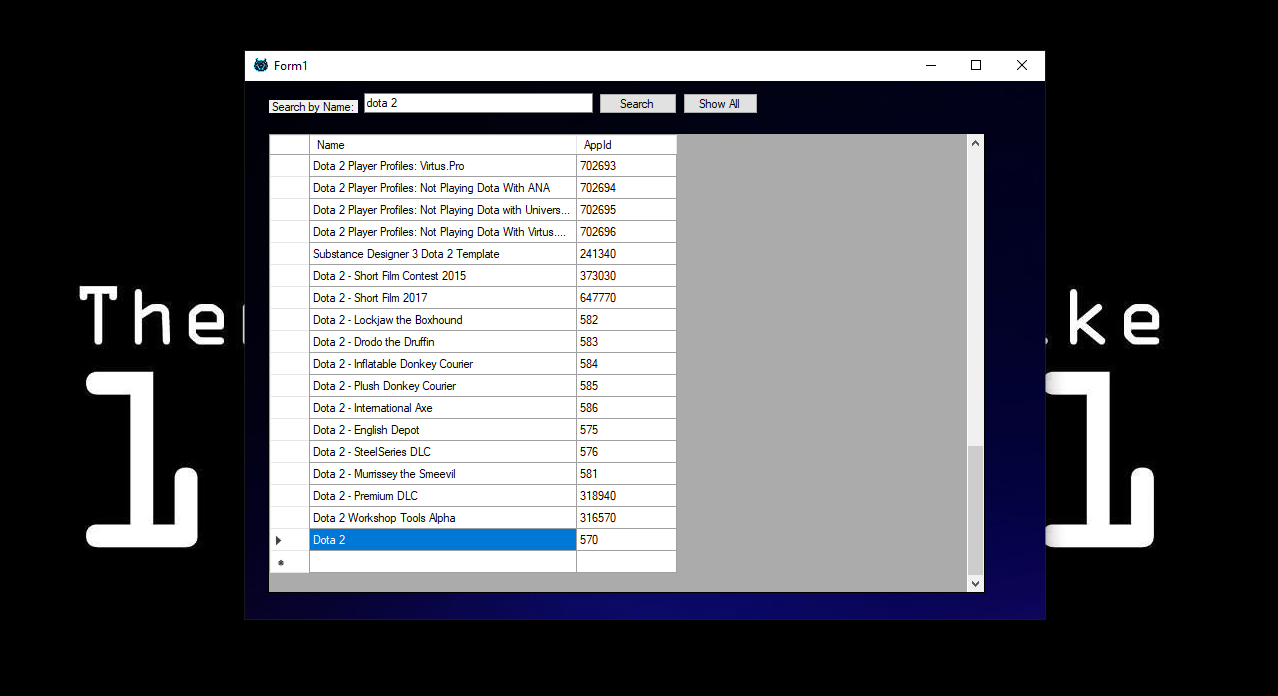 Form1
Search by Name:
dota 2
Search
Show All
Name AppId
Dota 2 Player Profiles: Virtus.Pro 702693
Dota 2 Player Profiles: Not Playing Dota With ANA 702694
Dota 2 Player Profiles: Not Playing Dota with Univers... 702695
Dota 2 Player Profiles: Not Playing Dota With Virtus.... 702696
Substance Designer 3 Dota 2 Template 241340
Dota 2 - Short Film Contest 2015 373030
Dota 2 - Short Film 2017 647770
Dota 2 - Lockjaw the Boxhound 582
Dota 2 - Drodo the Druffin 583
Dota 2 - Inflatable Donkey Courier 584
Dota 2 - Plush Donkey Courier 585
Dota 2 - International Axe 586
Dota 2 - English Depot 575
Dota 2 - SteelSeries DLC 576
Dota 2 - Murrissey the Smeevil 581
Dota 2 - Premium DLC 318940
Dota 2 Workshop Tools Alpha 316570
Dota 2 570
The
ke
1 1